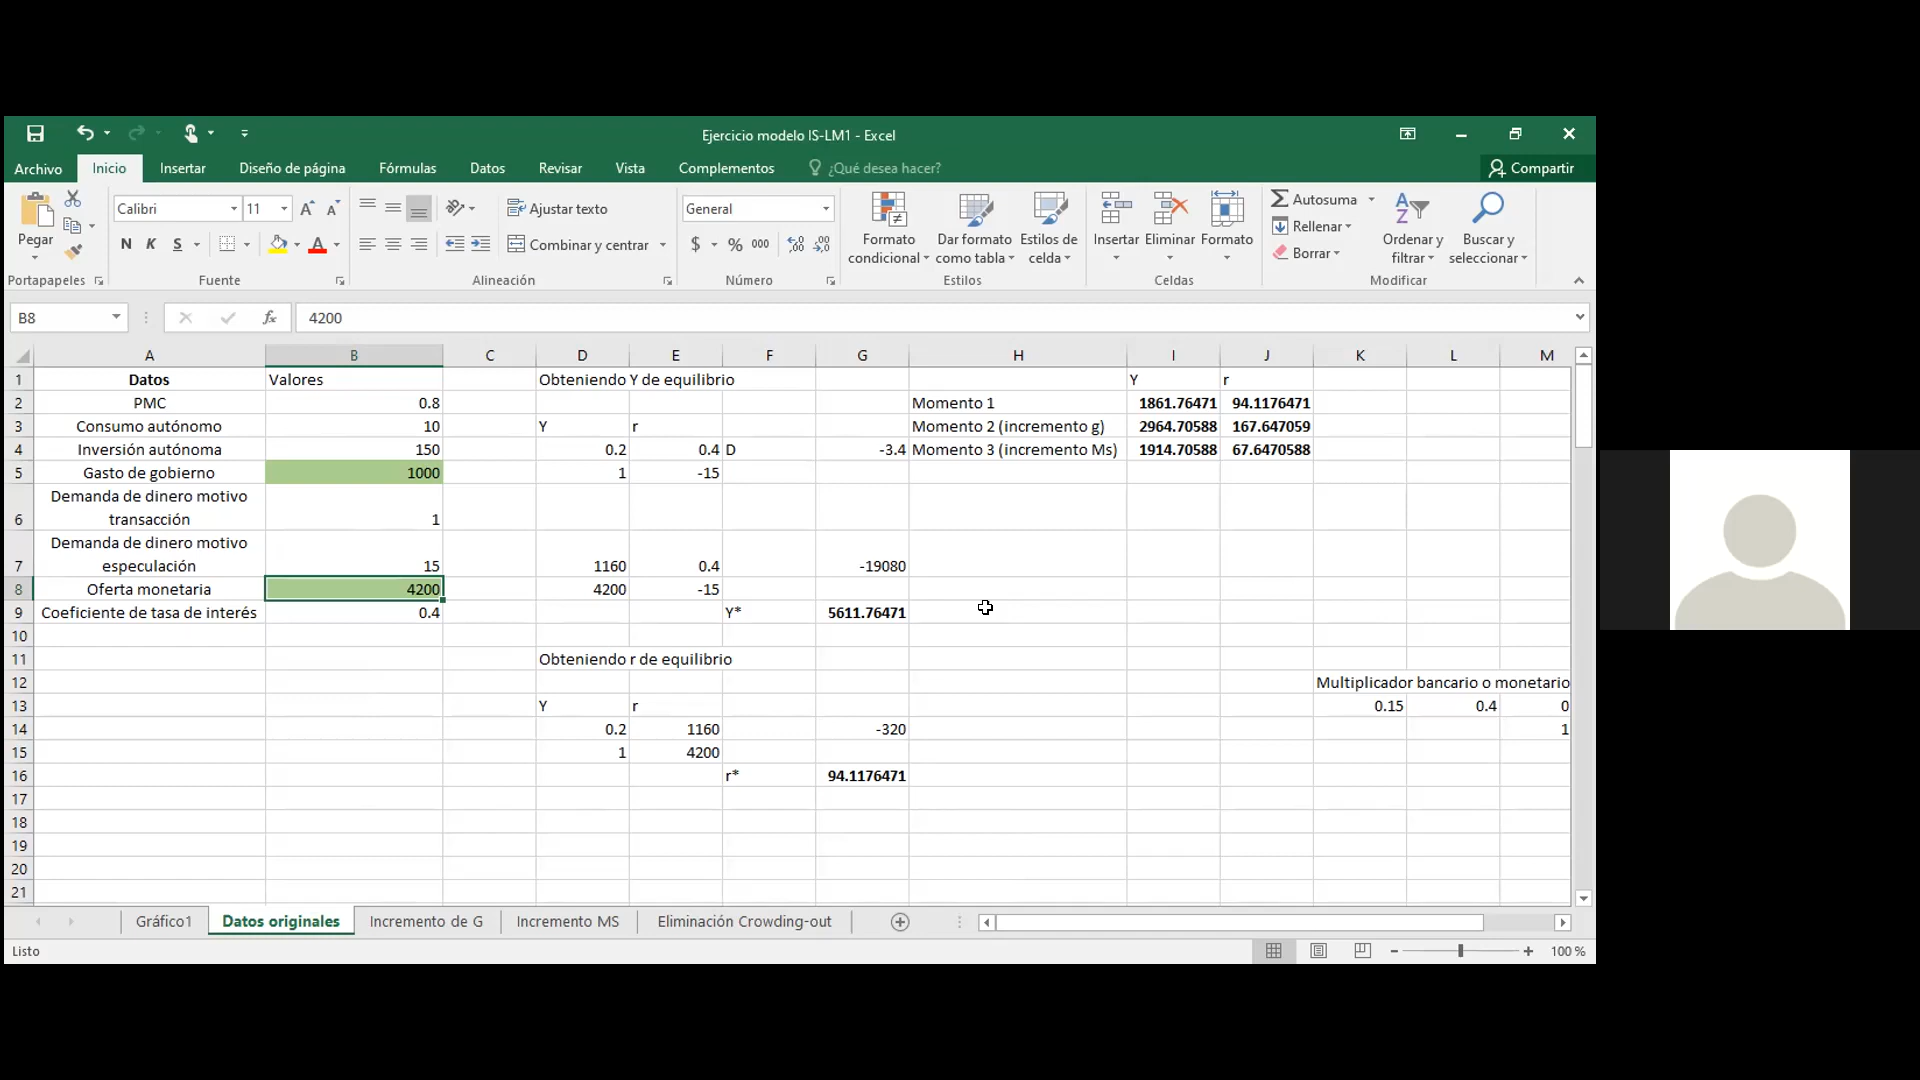 Ejercicio modelo IS-LM1 - Excel
Archivo Inicio Insertar Diseño de página Fórmulas Datos Revisar Vista Complementos ¿Qué desea hacer? Compartir
Pegar
Calibri 11
Ajustar texto
General
Formato condicional
Dar formato como tabla
Estilos de celda
Insertar Eliminar Formato
Autosuma
Rellenar
Borrar
Ordenar y filtrar
Buscar y seleccionar
N K S
Combinar y centrar
$ % 000
Portapapeles Fuente Alineación Número Estilos Celdas Modificar
B8 fx 4200
A B C D E F G H I J K L M
1 Datos Valores Obteniendo Y de equilibrio Y r
2 PMC 0.8 Momento 1 1861.76471 94.1176471
3 Consumo autónomo 10 Y r Momento 2 (incremento g) 2964.70588 167.647059
4 Inversión autónoma 150 0.2 0.4 D -3.4 Momento 3 (incremento Ms) 1914.70588 67.6470588
5 Gasto de gobierno 1000 1 -15
Demanda de dinero motivo
6 transacción 1
Demanda de dinero motivo
7 especulación 15 1160 0.4 -19080
8 Oferta monetaria 4200 4200 -15
9 Coeficiente de tasa de interés 0.4 Y* 5611.76471
10
11 Obteniendo r de equilibrio
12 Multiplicador bancario o monetario
13 Y r 0.15 0.4 0
14 0.2 1160 -320 1
15 1 4200
16 r* 94.1176471
17
18
19
20
21
Gráfico1 Datos originales Incremento de G Incremento MS Eliminación Crowding-out
Listo 100 %